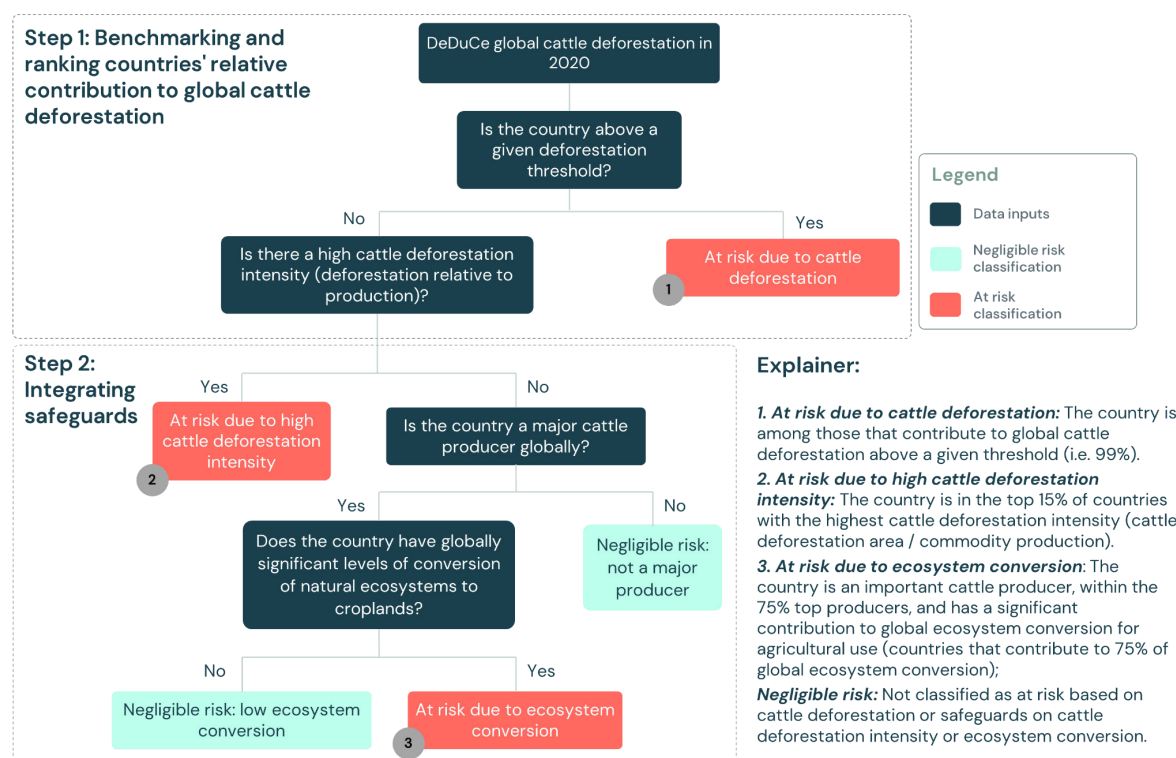 Step 1: Benchmarking and
ranking countries' relative
contribution to global cattle
deforestation
DeDuCe global cattle deforestation in
2020
Is the country above a
given deforestation
threshold?
No
Yes
Is there a high cattle deforestation
intensity (deforestation relative to
production)?
At risk due to cattle
deforestation
1
Legend
Data inputs
Negligible risk
classification
At risk
classification
Step 2:
Integrating
safeguards
Yes
No
At risk due to high
cattle deforestation
intensity
2
Is the country a major cattle
producer globally?
Yes
No
Does the country have globally
significant levels of conversion
of natural ecosystems to
croplands?
Negligible risk:
not a major
producer
No
Yes
Negligible risk: low ecosystem
conversion
At risk due to ecosystem
conversion
3
Explainer:
1. At risk due to cattle deforestation: The country is
among those that contribute to global cattle
deforestation above a given threshold (i.e. 99%).
2. At risk due to high cattle deforestation
intensity: The country is in the top 15% of countries
with the highest cattle deforestation intensity (cattle
deforestation area / commodity production).
3. At risk due to ecosystem conversion: The
country is an important cattle producer, within the
75% top producers, and has a significant
contribution to global ecosystem conversion for
agricultural use (countries that contribute to 75% of
global ecosystem conversion);
Negligible risk: Not classified as at risk based on
cattle deforestation or safeguards on cattle
deforestation intensity or ecosystem conversion.